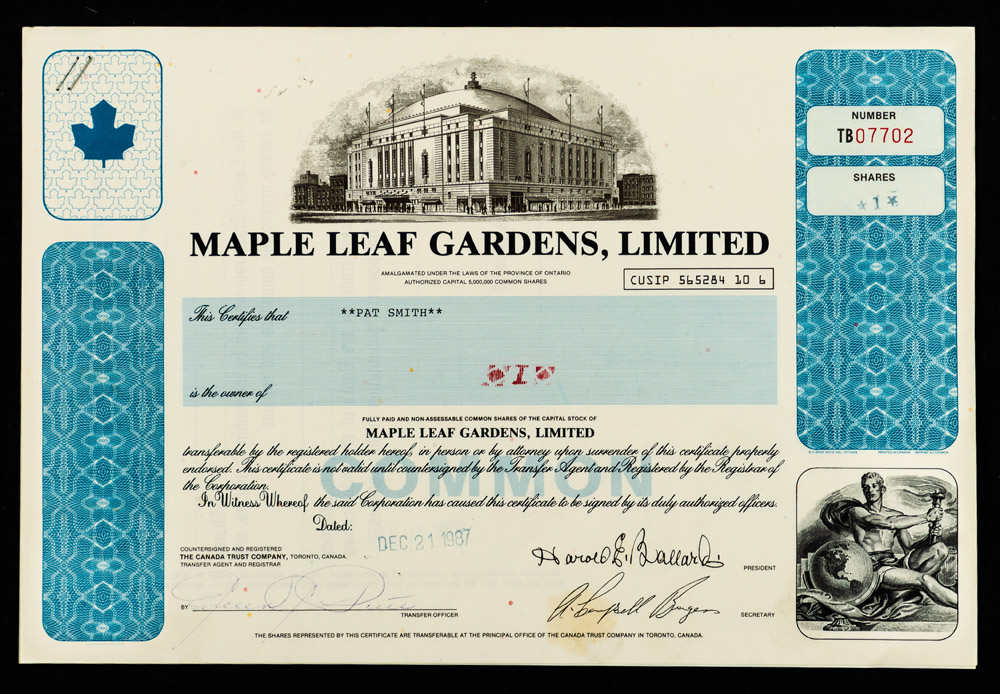 NUMBER
TB07702
SHARES
*1*
MAPLE LEAF GARDENS, LIMITED
AMALGAMATED UNDER THE LAWS OF THE PROVINCE OF ONTARIO
AUTHORIZED CAPITAL 5,000,000 COMMON SHARES
CUSIP 565284 10 6
This Certifies that **PAT SMITH**
*1*
is the owner of
FULLY PAID AND NON-ASSESSABLE COMMON SHARES OF THE CAPITAL STOCK OF
MAPLE LEAF GARDENS, LIMITED
transferable by the registered holder hereof, in person or by attorney upon surrender of this certificate properly
endorsed. This certificate is not valid until countersigned by the Transfer Agent and Registered by the Registrar of
the Corporation.
COMMON
In Witness Whereof the said Corporation has caused this certificate to be signed by its duly authorized officers.
Dated:
DEC 21 1987
COUNTERSIGNED AND REGISTERED
THE CANADA TRUST COMPANY, TORONTO, CANADA.
TRANSFER AGENT AND REGISTRAR
Harold E. Ballard
PRESIDENT
BY
TRANSFER OFFICER
SECRETARY
THE SHARES REPRESENTED BY THIS CERTIFICATE ARE TRANSFERABLE AT THE PRINCIPAL OFFICE OF THE CANADA TRUST COMPANY IN TORONTO, CANADA.